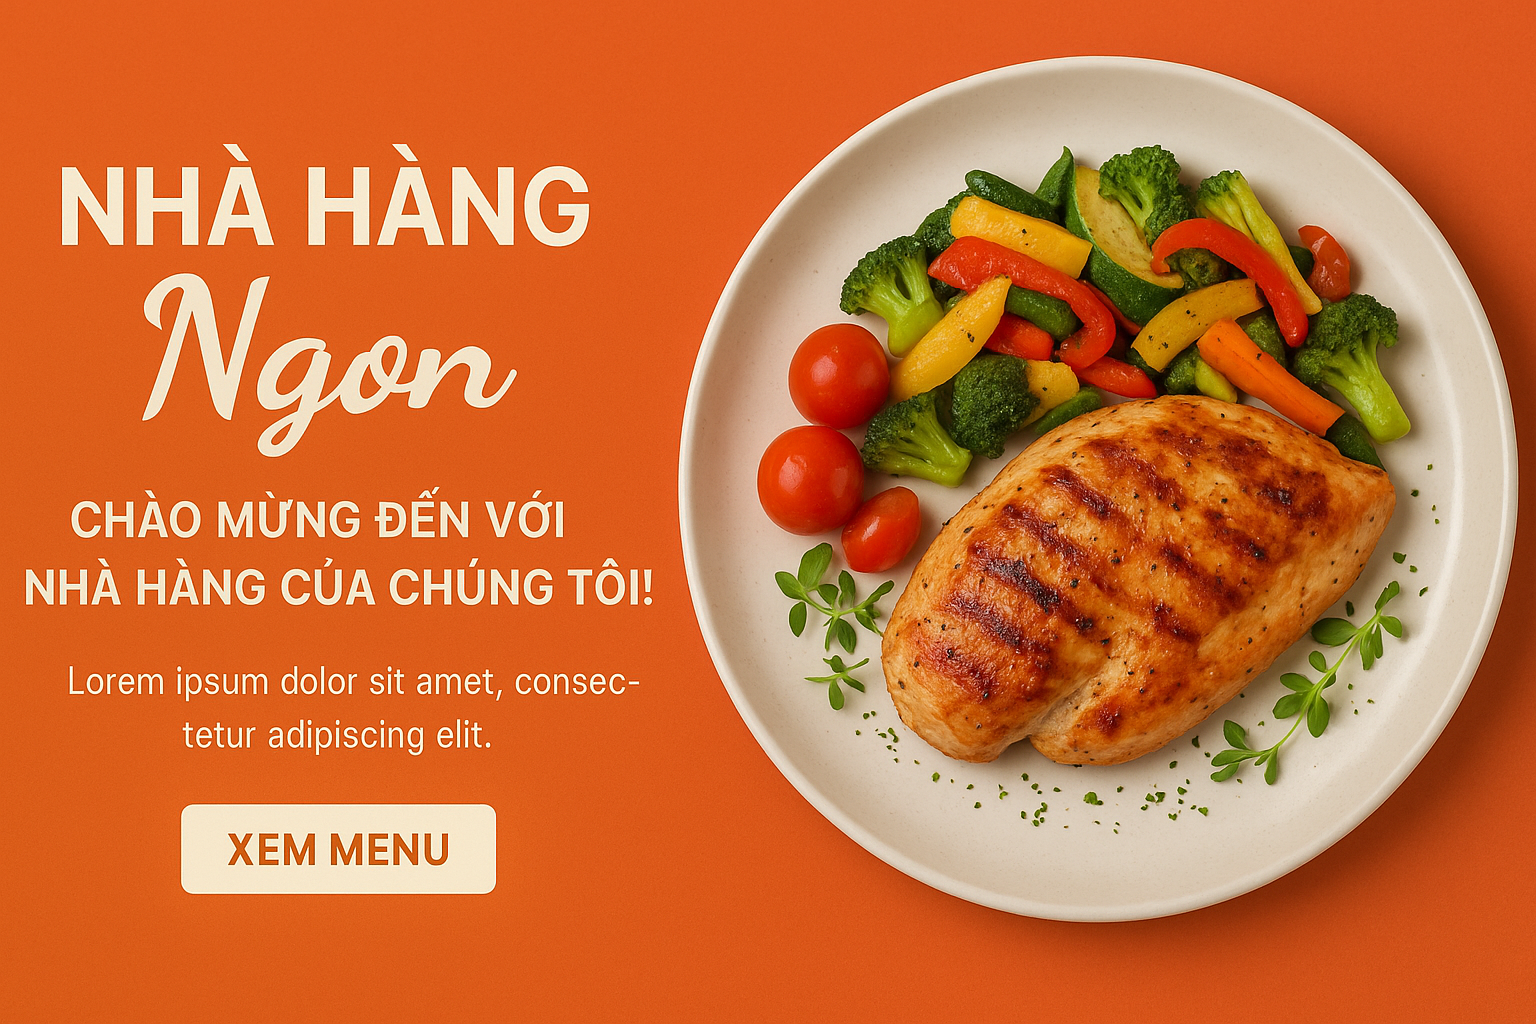 NHÀ HÀNG
Ngon
CHÀO MỪNG ĐẾN VỚI
NHÀ HÀNG CỦA CHÚNG TÔI!
Lorem ipsum dolor sit amet, consec-
tetur adipiscing elit.
XEM MENU